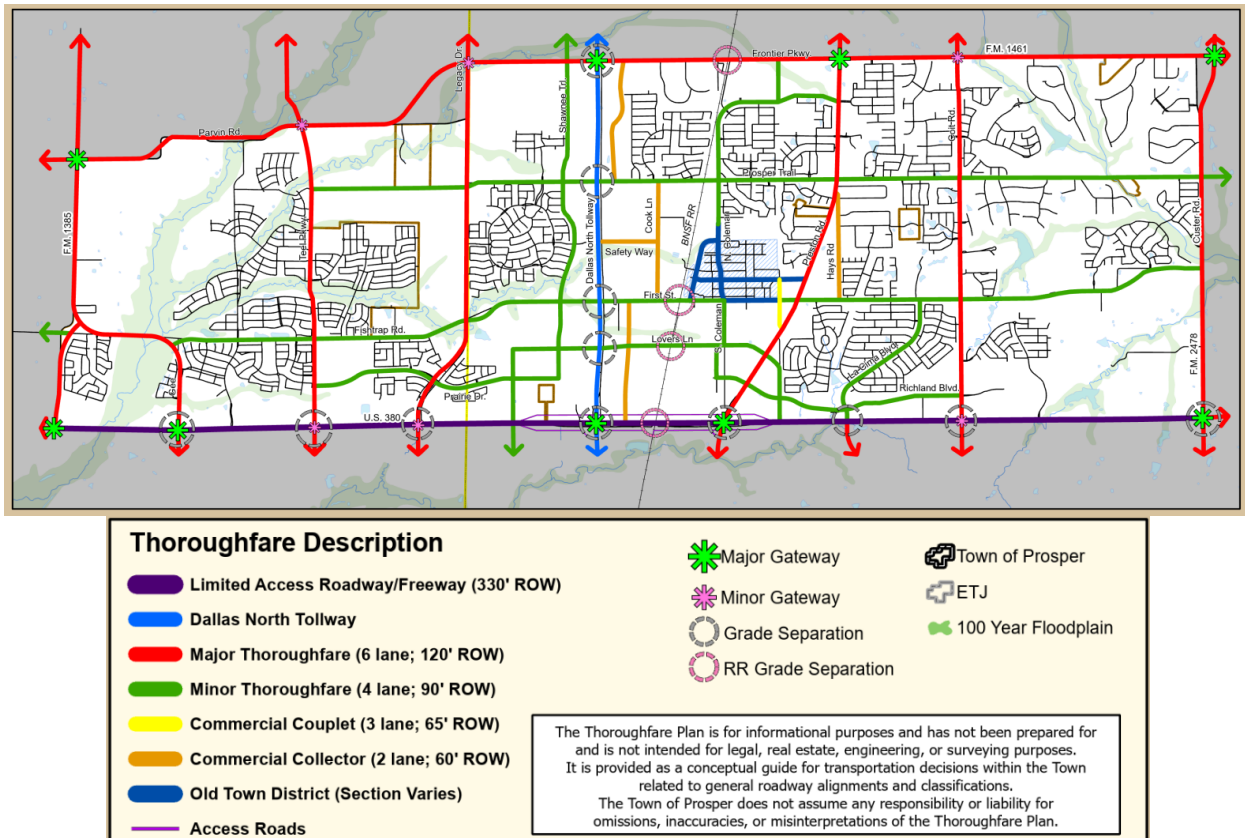 Frontier Pkwy.
F.M. 1461
Legacy Dr.
Shawnee Trl
Parvin Rd
Coit Rd.
Prosper Trail
F.M. 1385
Teel Pkwy
Dallas North Tollway
Cook Ln
BNSF RR
N. Coleman
Preston Rd.
Hays Rd
Custer Rd.
Safety Way
First St.
Fishtrap Rd.
Lovers Ln
S. Coleman
La Cima Blvd.
F.M. 2478
Gee
Prairie Dr.
Richland Blvd.
U.S. 380
Thoroughfare Description
Limited Access Roadway/Freeway (330' ROW)
Dallas North Tollway
Major Thoroughfare (6 lane; 120' ROW)
Minor Thoroughfare (4 lane; 90' ROW)
Commercial Couplet (3 lane; 65' ROW)
Commercial Collector (2 lane; 60' ROW)
Old Town District (Section Varies)
Access Roads
Major Gateway
Minor Gateway
Grade Separation
RR Grade Separation
Town of Prosper
ETJ
100 Year Floodplain
The Thoroughfare Plan is for informational purposes and has not been prepared for
and is not intended for legal, real estate, engineering, or surveying purposes.
It is provided as a conceptual guide for transportation decisions within the Town
related to general roadway alignments and classifications.
The Town of Prosper does not assume any responsibility or liability for
omissions, inaccuracies, or misinterpretations of the Thoroughfare Plan.